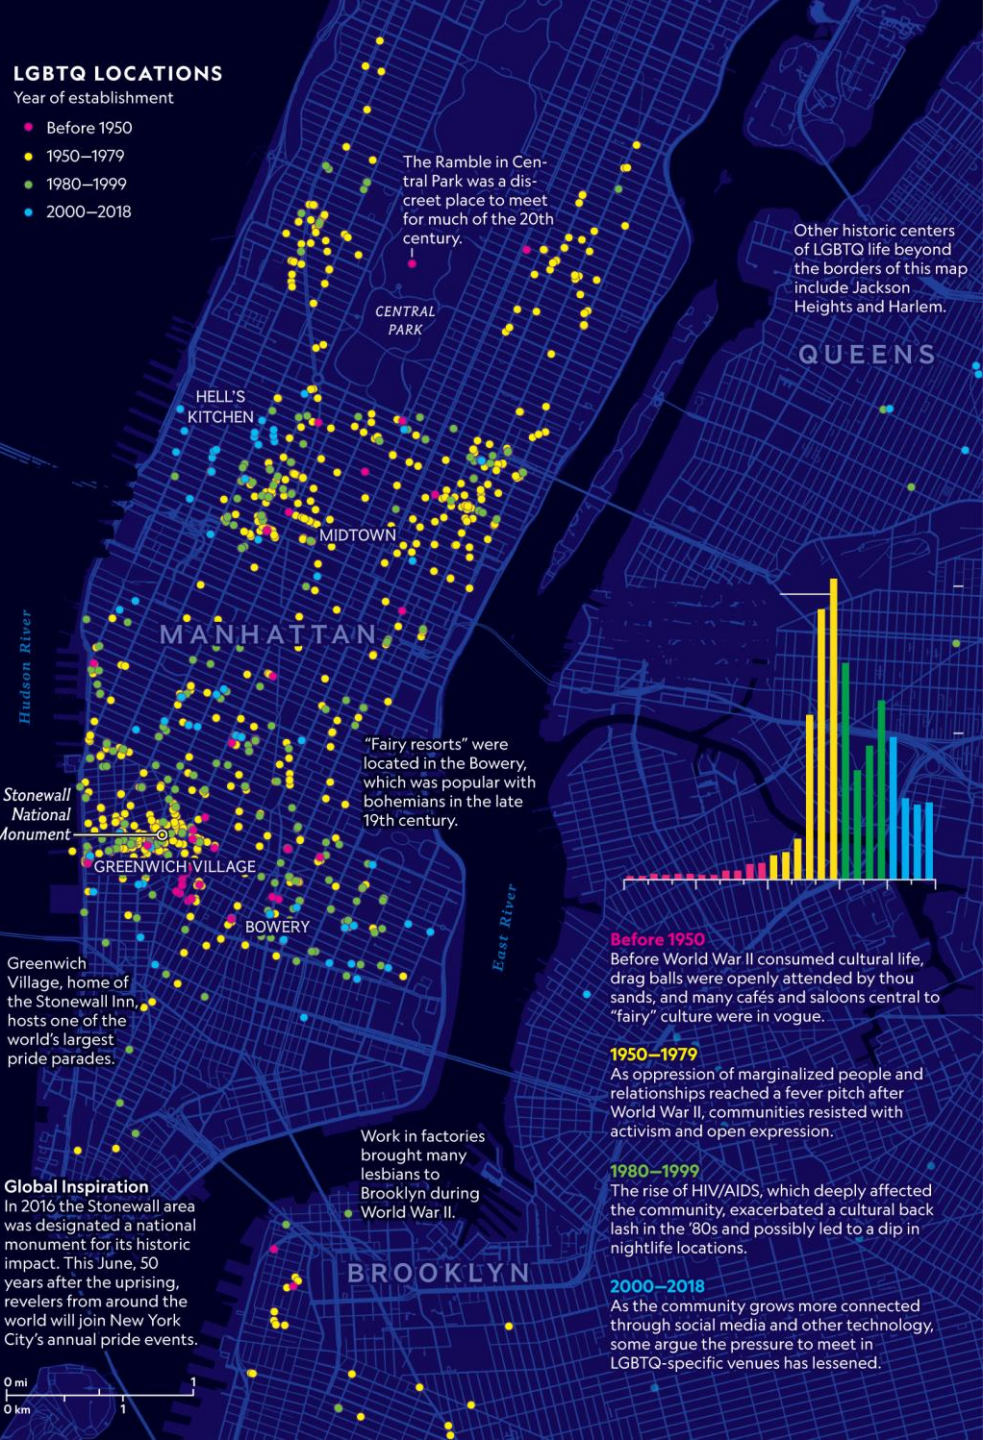 LGBTQ LOCATIONS
Year of establishment
Before 1950
1950–1979
1980–1999
2000–2018
The Ramble in Cen-
tral Park was a dis-
creet place to meet
for much of the 20th
century.
CENTRAL
PARK
Other historic centers
of LGBTQ life beyond
the borders of this map
include Jackson
Heights and Harlem.
QUEENS
HELL'S
KITCHEN
MIDTOWN
MANHATTAN
Hudson River
"Fairy resorts" were
located in the Bowery,
which was popular with
bohemians in the late
19th century.
Stonewall
National
Monument
GREENWICH VILLAGE
BOWERY
East River
Greenwich
Village, home of
the Stonewall Inn,
hosts one of the
world's largest
pride parades.
Before 1950
Before World War II consumed cultural life,
drag balls were openly attended by thou
sands, and many cafés and saloons central to
"fairy" culture were in vogue.
1950–1979
As oppression of marginalized people and
relationships reached a fever pitch after
World War II, communities resisted with
activism and open expression.
1980–1999
The rise of HIV/AIDS, which deeply affected
the community, exacerbated a cultural back
lash in the '80s and possibly led to a dip in
nightlife locations.
2000–2018
As the community grows more connected
through social media and other technology,
some argue the pressure to meet in
LGBTQ-specific venues has lessened.
Work in factories
brought many
lesbians to
Brooklyn during
World War II.
BROOKLYN
Global Inspiration
In 2016 the Stonewall area
was designated a national
monument for its historic
impact. This June, 50
years after the uprising,
revelers from around the
world will join New York
City's annual pride events.
0 mi 1
0 km 1